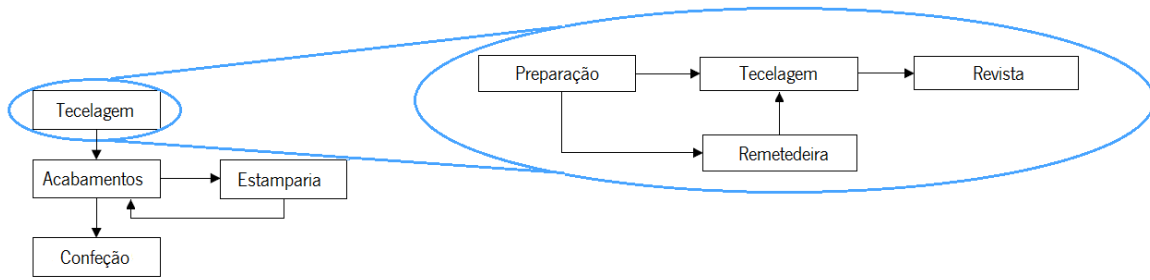 Preparação
Tecelagem
Revista
Tecelagem
Remetedeira
Acabamentos
Estamparia
Confeção